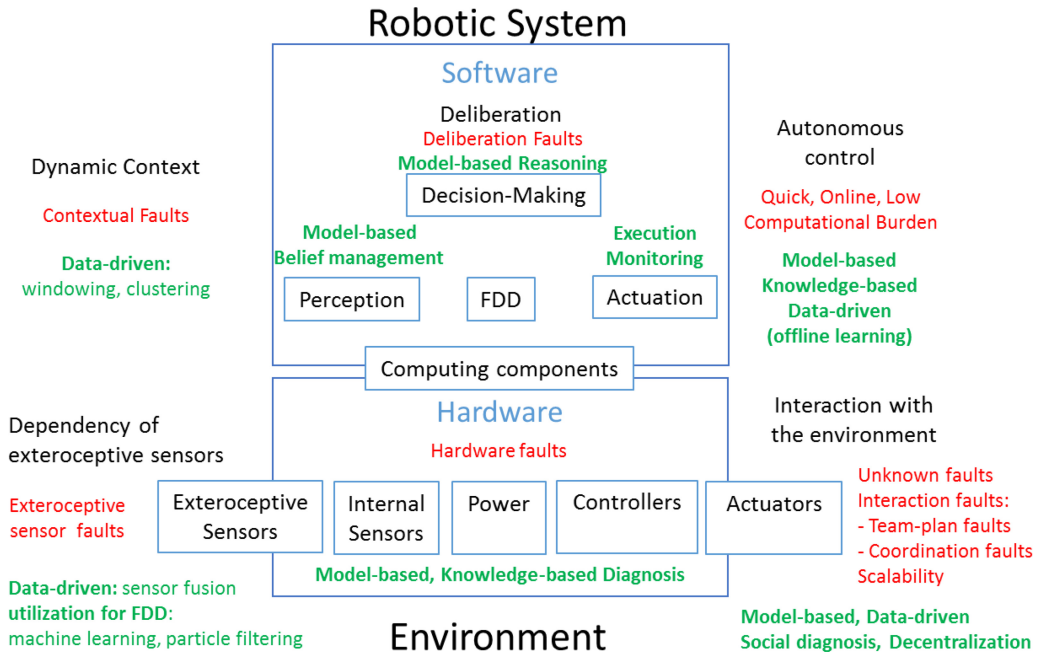 Robotic System
Software
Deliberation
Deliberation Faults
Model-based Reasoning
Decision-Making
Model-based
Belief management
Execution
Monitoring
Perception
FDD
Actuation
Computing components
Dynamic Context
Contextual Faults
Data-driven:
windowing, clustering
Autonomous
control
Quick, Online, Low
Computational Burden
Model-based
Knowledge-based
Data-driven
(offline learning)
Hardware
Hardware faults
Dependency of
exteroceptive sensors
Exteroceptive
sensor faults
Exteroceptive
Sensors
Internal
Sensors
Power
Controllers
Actuators
Model-based, Knowledge-based Diagnosis
Data-driven: sensor fusion
utilization for FDD:
machine learning, particle filtering
Interaction with
the environment
Unknown faults
Interaction faults:
- Team-plan faults
- Coordination faults
Scalability
Model-based, Data-driven
Social diagnosis, Decentralization
Environment